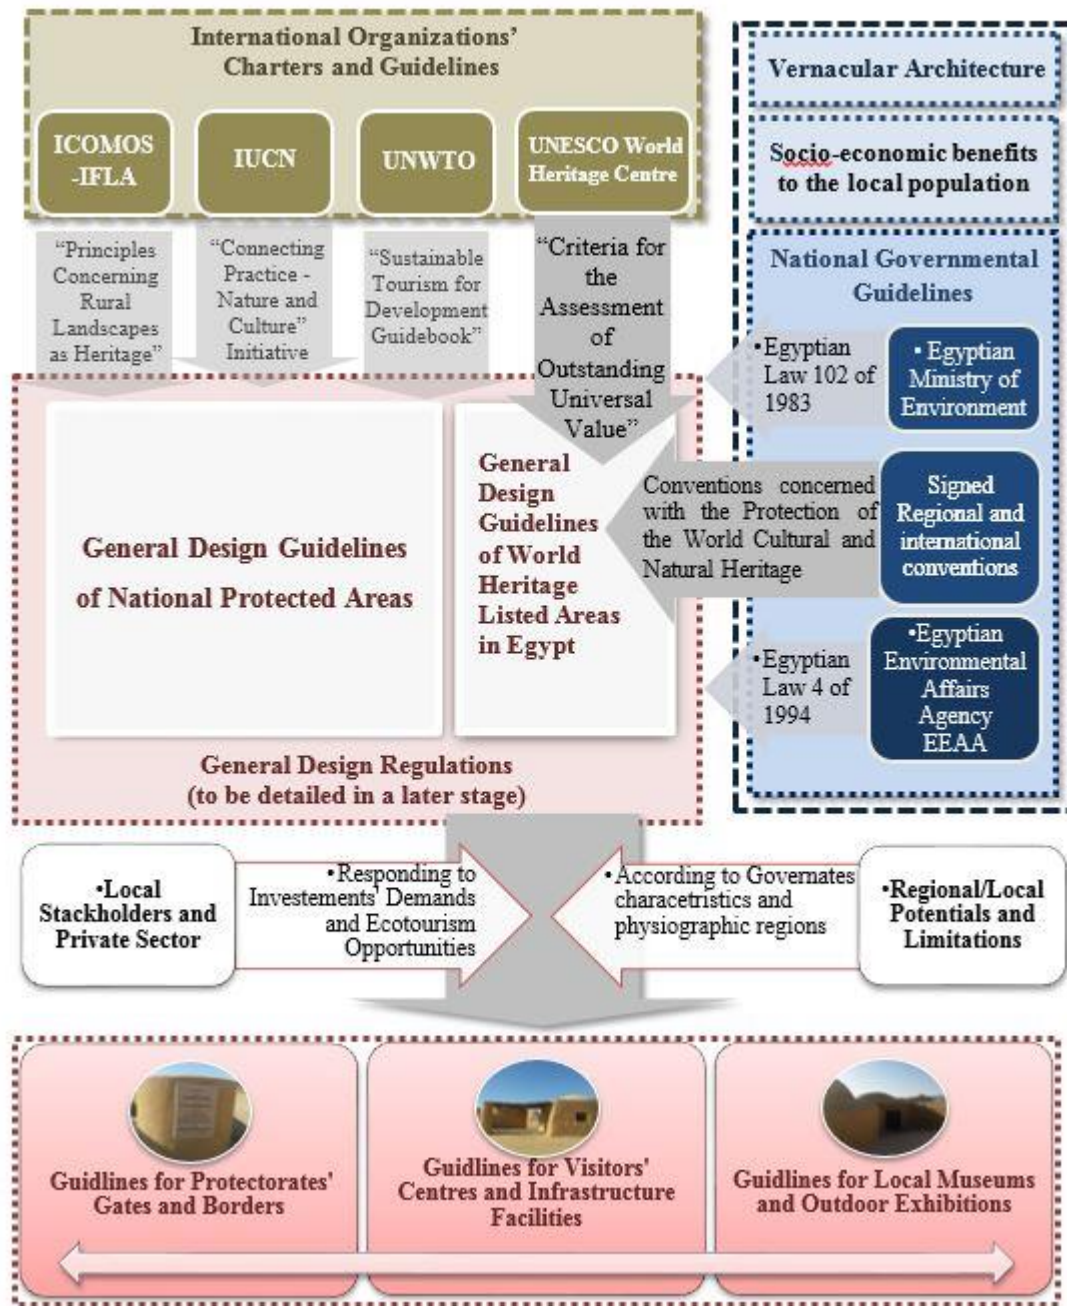 International Organizations'
Charters and Guidelines
ICOMOS
-IFLA
IUCN
UNWTO
UNESCO World
Heritage Centre
"Principles
Concerning
Rural
Landscapes
as Heritage"
"Connecting
Practice -
Nature and
Culture"
Initiative
"Sustainable
Tourism for
Development
Guidebook"
"Criteria for
the
Assessment
of
Outstanding
Universal
Value"
Vernacular Architecture
Socio-economic benefits
to the local population
National Governmental
Guidelines
•Egyptian
Law 102 of
1983
• Egyptian
Ministry of
Environment
Conventions concerned
with the Protection of
the World Cultural and
Natural Heritage
Signed
Regional and
international
conventions
•Egyptian
Law 4 of
1994
•Egyptian
Environmental
Affairs
Agency
EEAA
General Design Guidelines
of National Protected Areas
General
Design
Guidelines
of World
Heritage
Listed Areas
in Egypt
General Design Regulations
(to be detailed in a later stage)
•Local
Stackholders and
Private Sector
•Responding to
Investements' Demands
and Ecotourism
Opportunities
•According to Governates
characetristics and
physiographic regions
•Regional/Local
Potentials and
Limitations
Guidlines for Protectorates'
Gates and Borders
Guidlines for Visitors'
Centres and Infrastructure
Facilities
Guidlines for Local Museums
and Outdoor Exhibitions